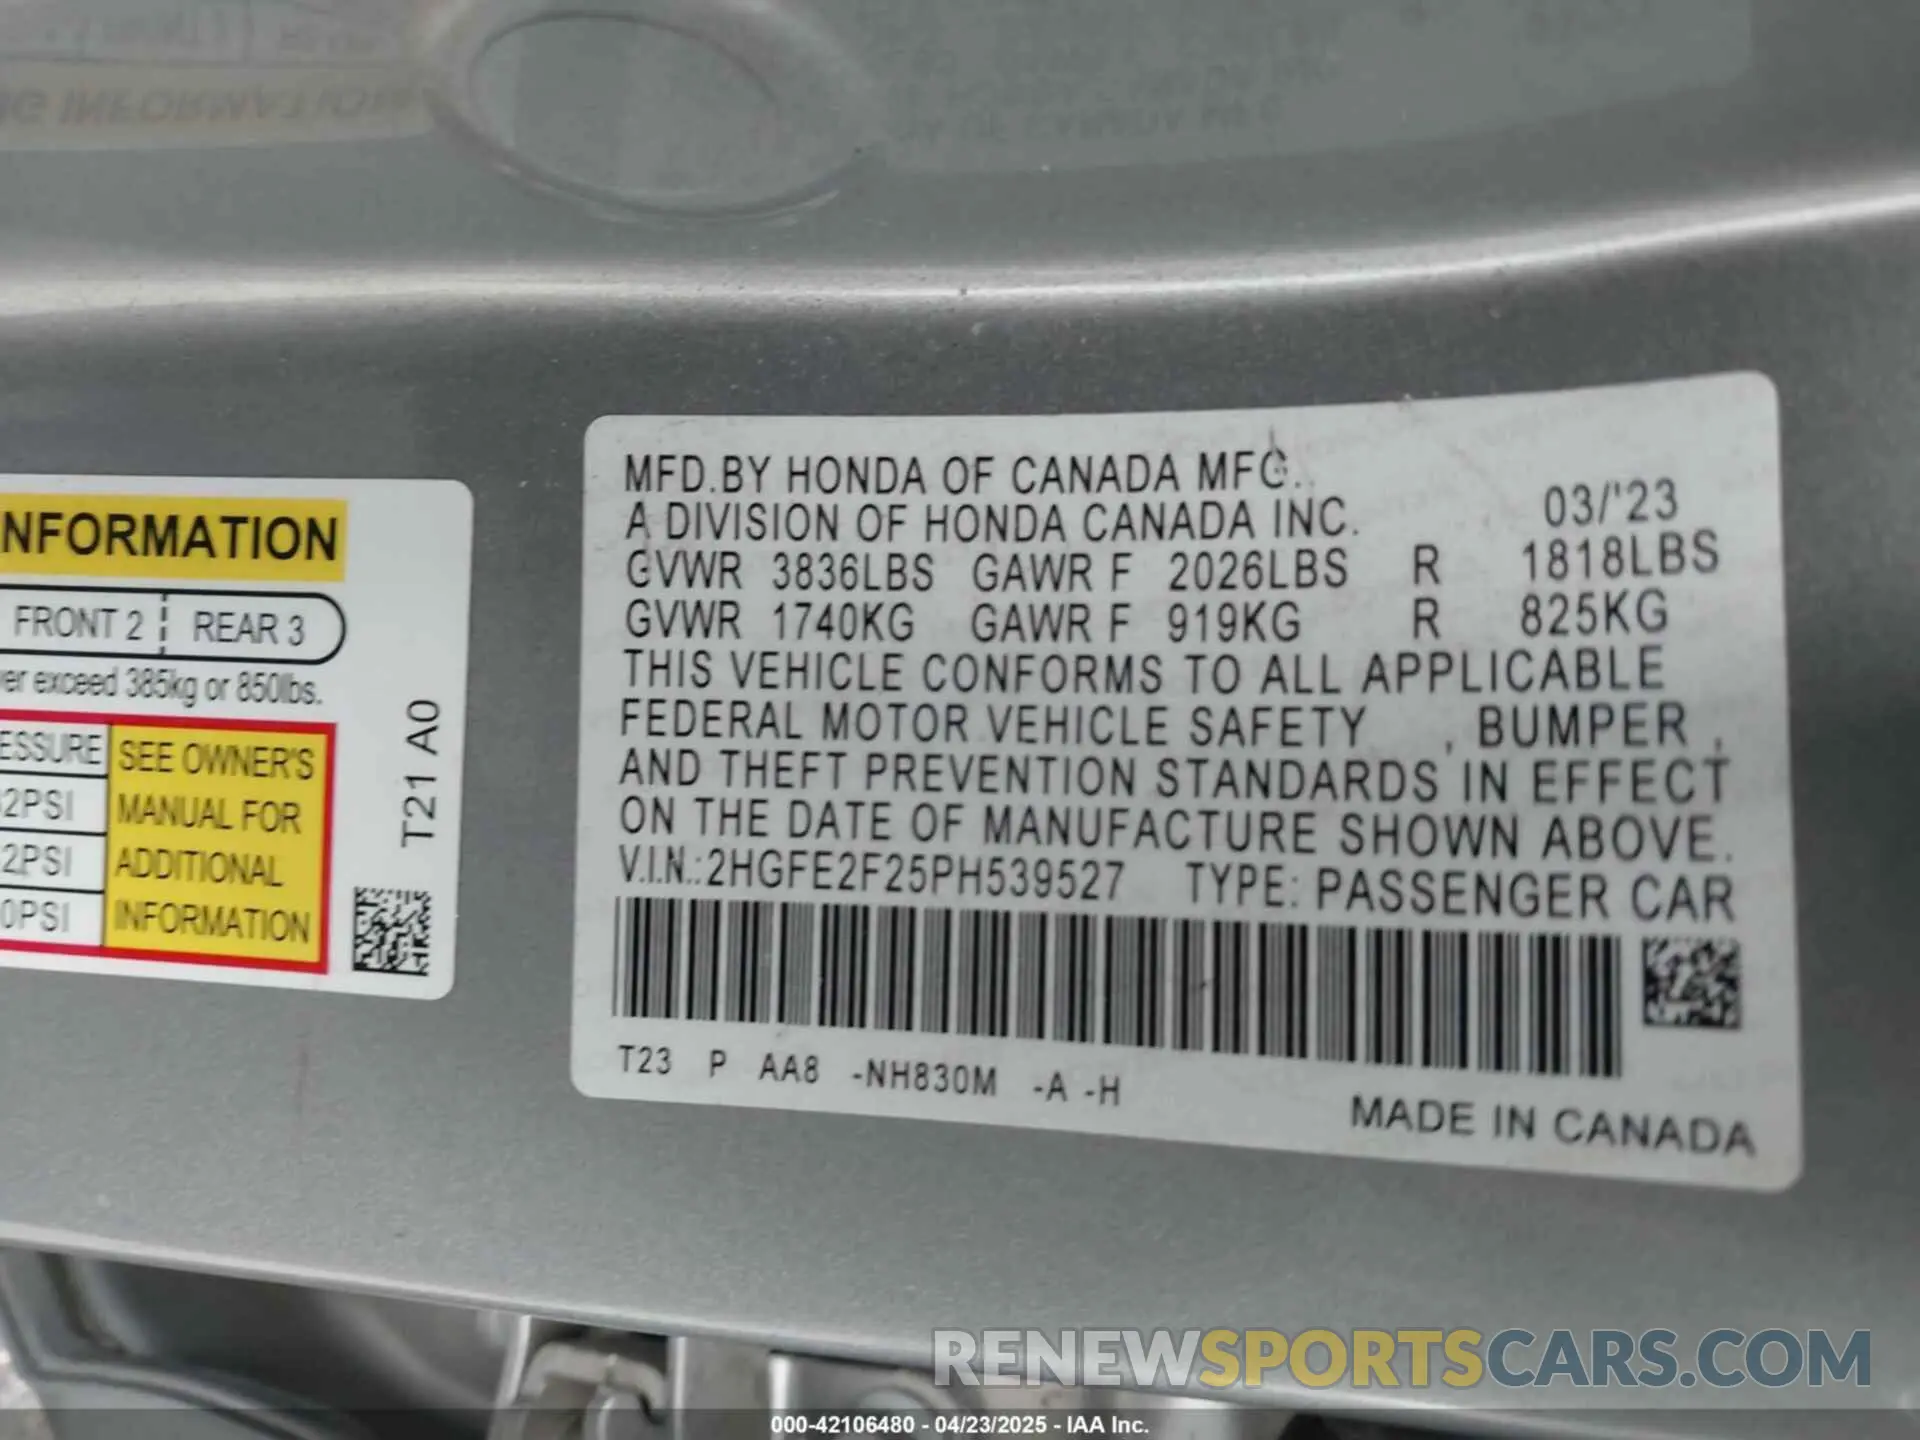 NFORMATION
FRONT 2 REAR 3
er exceed 385kg or 850lbs.
ESSURE SEE OWNER'S
2PSI MANUAL FOR
2PSI ADDITIONAL
0PSI INFORMATION
T21 A0
MFD.BY HONDA OF CANADA MFG.
A DIVISION OF HONDA CANADA INC. 03/'23
GVWR 3836LBS GAWR F 2026LBS R 1818LBS
GVWR 1740KG GAWR F 919KG R 825KG
THIS VEHICLE CONFORMS TO ALL APPLICABLE
FEDERAL MOTOR VEHICLE SAFETY , BUMPER ,
AND THEFT PREVENTION STANDARDS IN EFFECT
ON THE DATE OF MANUFACTURE SHOWN ABOVE.
V.I.N.:2HGFE2F25PH539527 TYPE: PASSENGER CAR
T23 P AA8 -NH830M -A -H
MADE IN CANADA
RENEWSPORTSCARS.COM
000-42106480 - 04/23/2025 - IAA Inc.